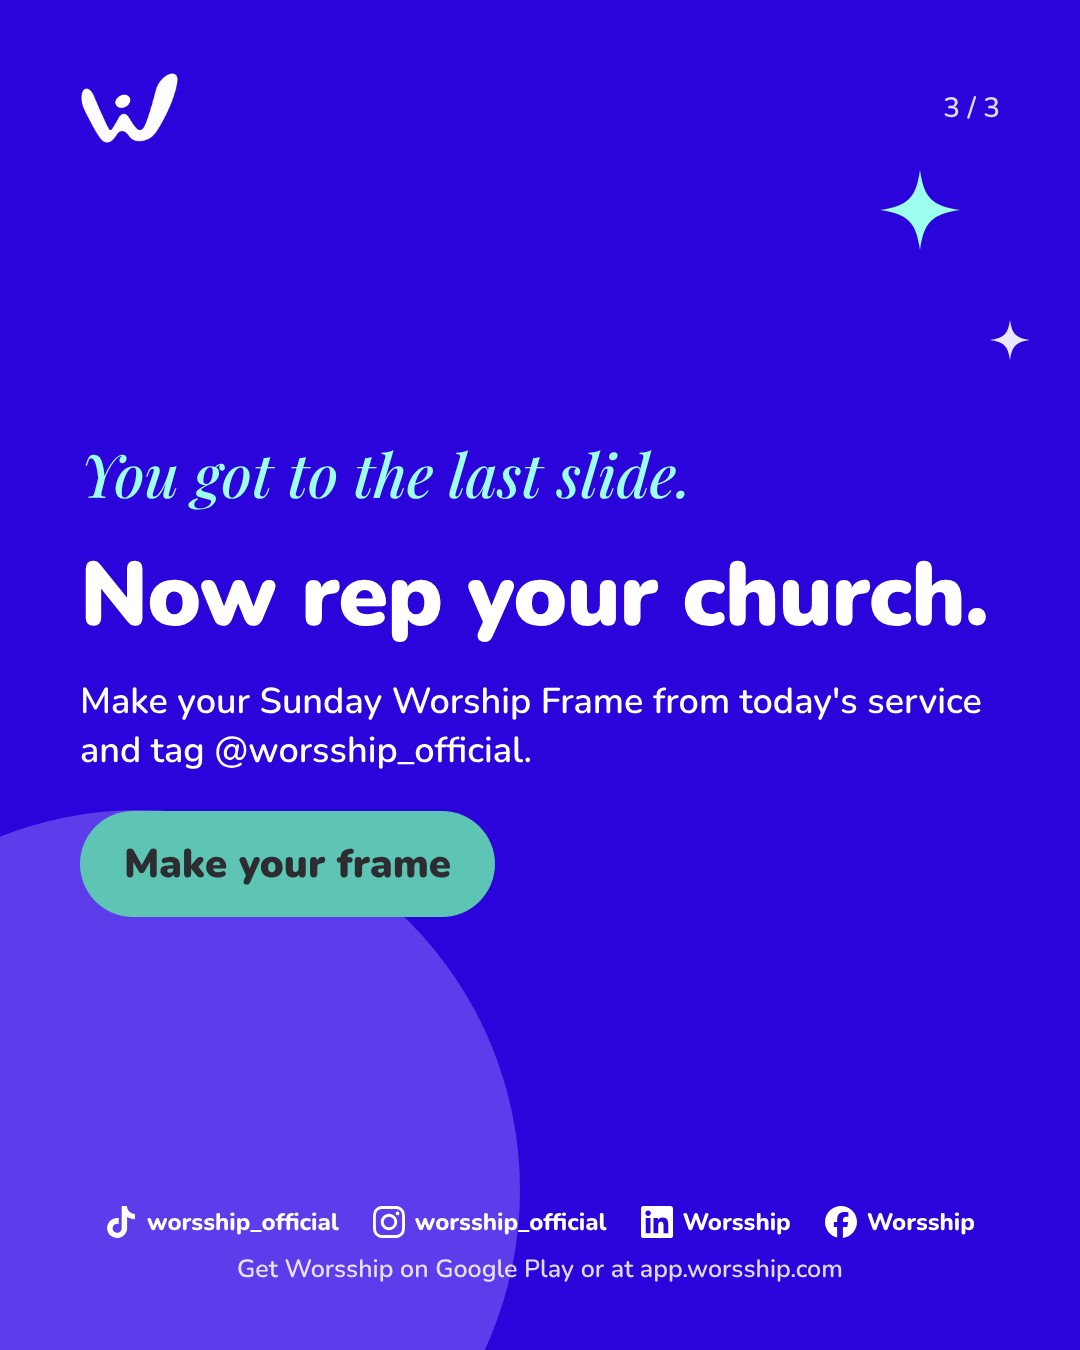 3 / 3
You got to the last slide.
Now rep your church.
Make your Sunday Worship Frame from today's service
and tag @worsship_official.
Make your frame
worsship_official worsship_official Worsship Worsship
Get Worsship on Google Play or at app.worsship.com